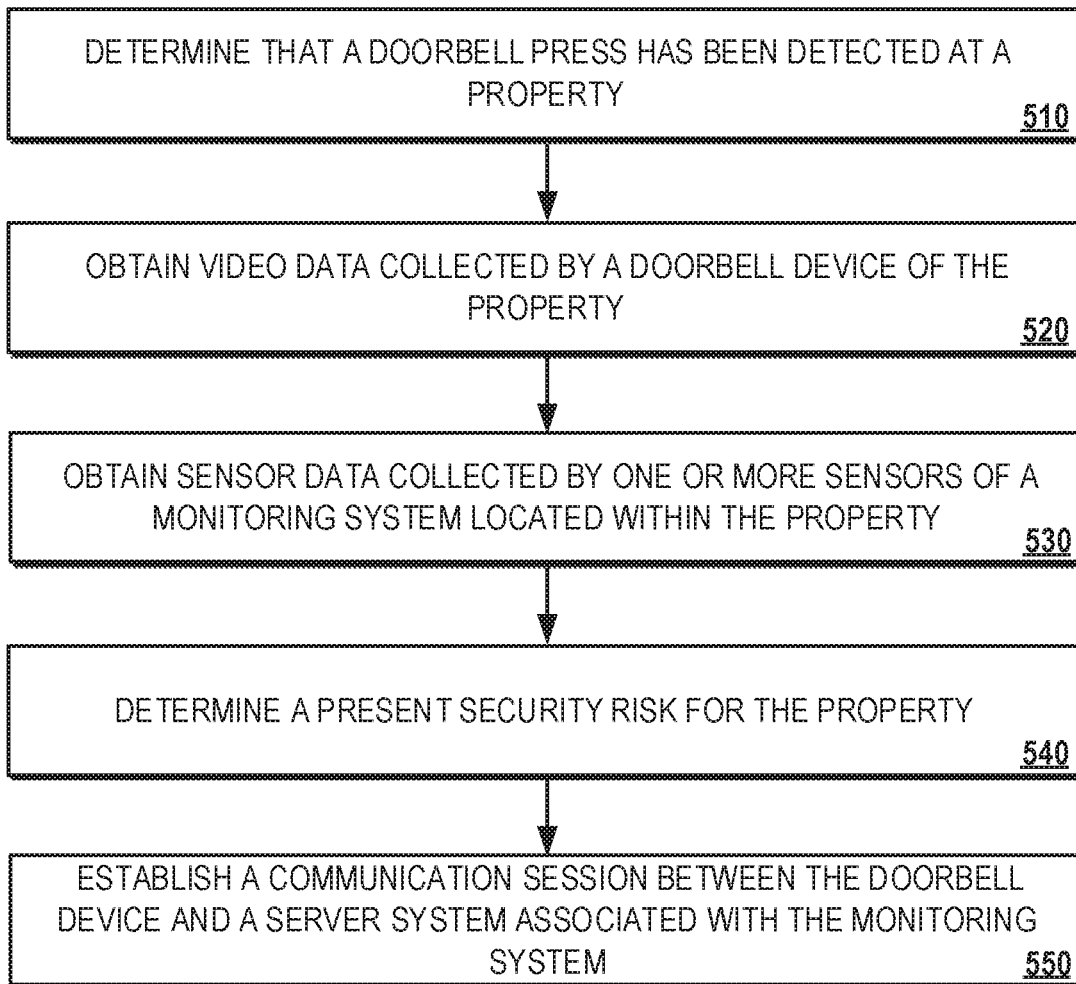 DETERMINE THAT A DOORBELL PRESS HAS BEEN DETECTED AT A
PROPERTY
510
OBTAIN VIDEO DATA COLLECTED BY A DOORBELL DEVICE OF THE
PROPERTY
520
OBTAIN SENSOR DATA COLLECTED BY ONE OR MORE SENSORS OF A
MONITORING SYSTEM LOCATED WITHIN THE PROPERTY
530
DETERMINE A PRESENT SECURITY RISK FOR THE PROPERTY
540
ESTABLISH A COMMUNICATION SESSION BETWEEN THE DOORBELL
DEVICE AND A SERVER SYSTEM ASSOCIATED WITH THE MONITORING
SYSTEM
550